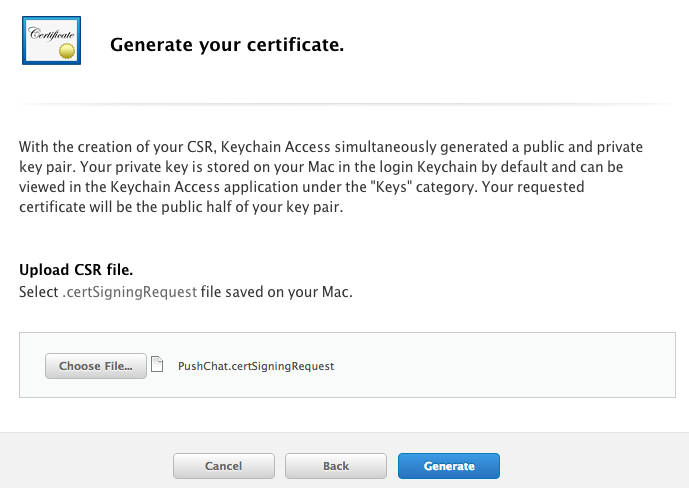 Certificate
Generate your certificate.
With the creation of your CSR, Keychain Access simultaneously generated a public and private
key pair. Your private key is stored on your Mac in the login Keychain by default and can be
viewed in the Keychain Access application under the "Keys" category. Your requested
certificate will be the public half of your key pair.
Upload CSR file.
Select .certSigningRequest file saved on your Mac.
Choose File... PushChat.certSigningRequest
Cancel Back Generate